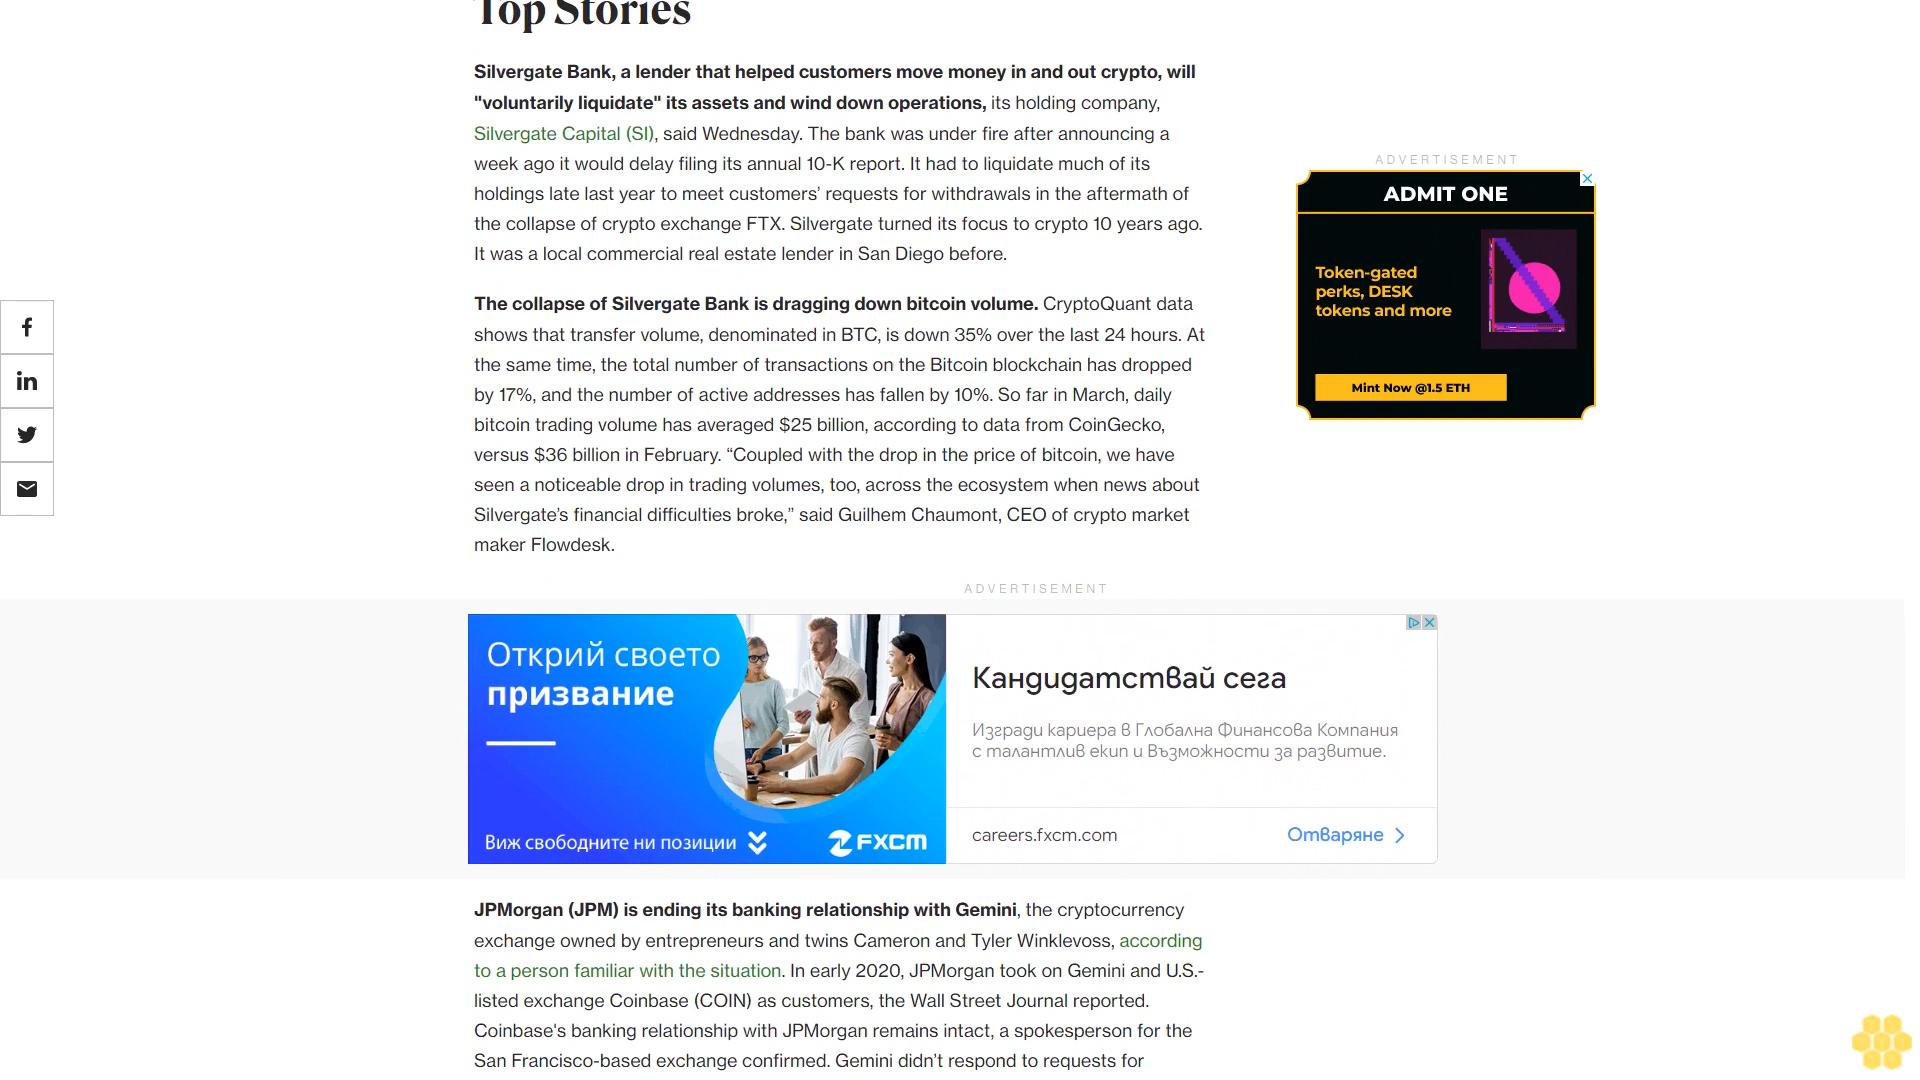 Top Stories
Silvergate Bank, a lender that helped customers move money in and out crypto, will
"voluntarily liquidate" its assets and wind down operations, its holding company,
Silvergate Capital (SI), said Wednesday. The bank was under fire after announcing a
week ago it would delay filing its annual 10-K report. It had to liquidate much of its
holdings late last year to meet customers’ requests for withdrawals in the aftermath of
the collapse of crypto exchange FTX. Silvergate turned its focus to crypto 10 years ago.
It was a local commercial real estate lender in San Diego before.
ADVERTISEMENT
ADMIT ONE
Token-gated
perks, DESK
tokens and more
Mint Now @1.5 ETH
The collapse of Silvergate Bank is dragging down bitcoin volume. CryptoQuant data
shows that transfer volume, denominated in BTC, is down 35% over the last 24 hours. At
the same time, the total number of transactions on the Bitcoin blockchain has dropped
by 17%, and the number of active addresses has fallen by 10%. So far in March, daily
bitcoin trading volume has averaged $25 billion, according to data from CoinGecko,
versus $36 billion in February. “Coupled with the drop in the price of bitcoin, we have
seen a noticeable drop in trading volumes, too, across the ecosystem when news about
Silvergate’s financial difficulties broke,” said Guilhem Chaumont, CEO of crypto market
maker Flowdesk.
ADVERTISEMENT
Открий своето
призвание
Виж свободните ни позиции
FXCM
Кандидатствай сега
Изгради кариера в Глобална Финансова Компания
с талантлив екип и Възможности за развитие.
careers.fxcm.com
Отваряне
JPMorgan (JPM) is ending its banking relationship with Gemini, the cryptocurrency
exchange owned by entrepreneurs and twins Cameron and Tyler Winklevoss, according
to a person familiar with the situation. In early 2020, JPMorgan took on Gemini and U.S.-
listed exchange Coinbase (COIN) as customers, the Wall Street Journal reported.
Coinbase's banking relationship with JPMorgan remains intact, a spokesperson for the
San Francisco-based exchange confirmed. Gemini didn’t respond to requests for